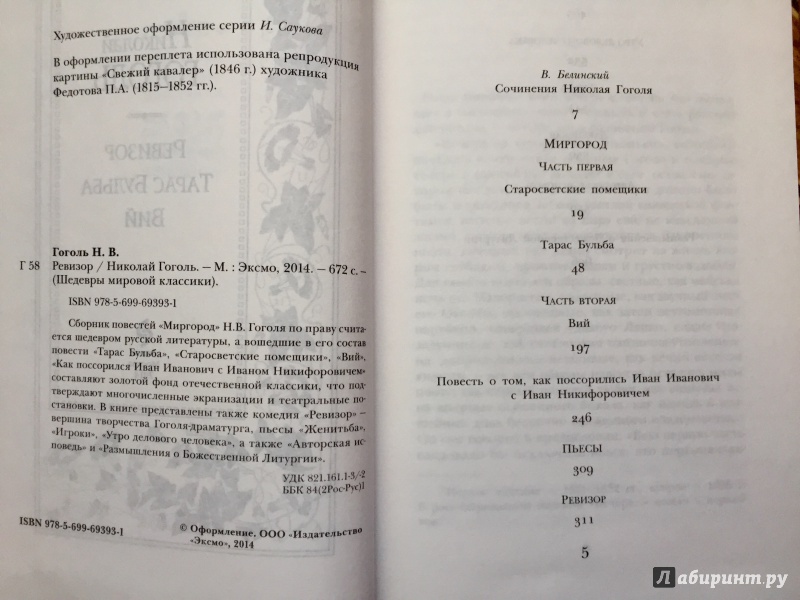 Художественное оформление серии И. Саукова
В оформлении переплета использована репродукция
картины «Свежий кавалер» (1846 г.) художника
Федотова П.А. (1815–1852 гг.).
РЕВИЗОР
ТАРАС БУЛЬБА
ВИЙ
Гоголь Н. В.
Г 58 Ревизор / Николай Гоголь. – М. : Эксмо, 2014. – 672 с. –
(Шедевры мировой классики).
ISBN 978-5-699-69393-1
Сборник повестей «Миргород» Н.В. Гоголя по праву счита-
ется шедевром русской литературы, а вошедшие в его состав
повести «Тарас Бульба», «Старосветские помещики», «Вий»,
«Как поссорился Иван Иванович с Иваном Никифоровичем»
составляют золотой фонд отечественной классики, что под-
тверждают многочисленные экранизации и театральные по-
становки. В книге представлены также комедия «Ревизор» –
вершина творчества Гоголя-драматурга, пьесы «Женитьба»,
«Игроки», «Утро делового человека», а также «Авторская ис-
поведь» и «Размышления о Божественной Литургии».
УДК 821.161.1-3/-2
ББК 84(2Рос-Рус)1
ISBN 978-5-699-69393-1
© Оформление. ООО «Издательство
«Эксмо», 2014
В. Белинский
Сочинения Николая Гоголя
7
МИРГОРОД
ЧАСТЬ ПЕРВАЯ
Старосветские помещики
19
Тарас Бульба
48
ЧАСТЬ ВТОРАЯ
Вий
197
Повесть о том, как поссорились Иван Иванович
с Иван Никифоровичем
246
ПЬЕСЫ
309
РЕВИЗОР
311
5
Лабиринт.ру